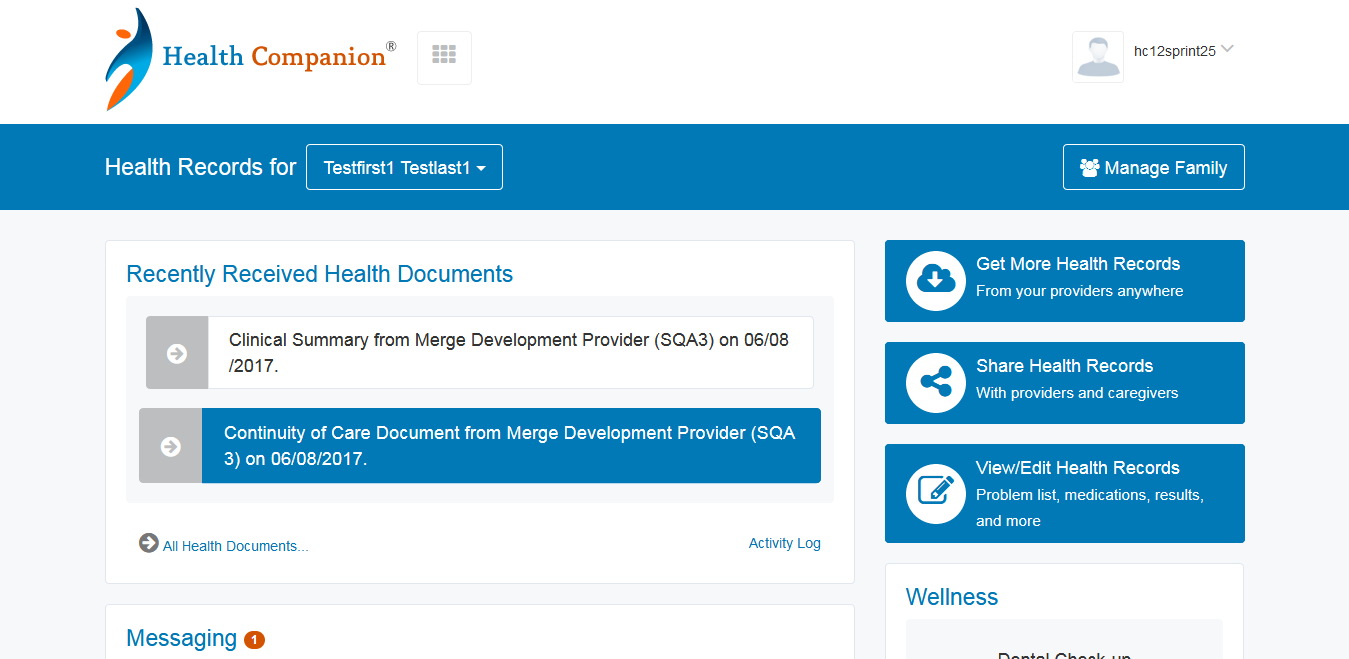 Health Companion®
hc12sprint25
Health Records for
Testfirst1 Testlast1
Manage Family
Recently Received Health Documents
Clinical Summary from Merge Development Provider (SQA3) on 06/08
/2017.
Continuity of Care Document from Merge Development Provider (SQA
3) on 06/08/2017.
All Health Documents...
Activity Log
Messaging 1
Get More Health Records
From your providers anywhere
Share Health Records
With providers and caregivers
View/Edit Health Records
Problem list, medications, results,
and more
Wellness
Dental Check-up